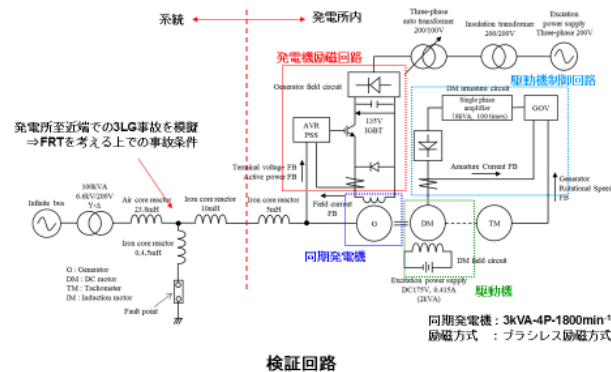 系統
発電所内
Three-phase
auto transformer
200/100V
Insulation transformer
200/200V
Excitation
power supply
Three-phase 200V
発電機励磁回路
Generator field circuit
駆動機制御回路
DM armature circuit
Single phase
amplifier
(8kVA, 100 times)
GOV
AVR
PSS
135V
IGBT
発電所至近端での3LG事故を模擬
⇒FRTを考える上での事故条件
Terminal voltage FB
Active power FB
Armature Current FB
Generator
Rotational Speed
FB
100kVA
6.6kV/200V
Y-Δ
Infinite bus
Air core reactor
23.8mH
Iron core reactor
10mH
Iron core reactor
5mH
Field current
FB
G
DM
TM
Iron core reactor
0.4,5mH
同期発電機
DM field circuit
G : Generator
DM : DC motor
TM : Tachometer
IM : Induction motor
Fault point
Excitation power supply
DC175V, 0.415A
(2kVA)
駆動機
同期発電機：3kVA-4P-1800min⁻¹
励磁方式 ：ブラシレス励磁方式
検証回路